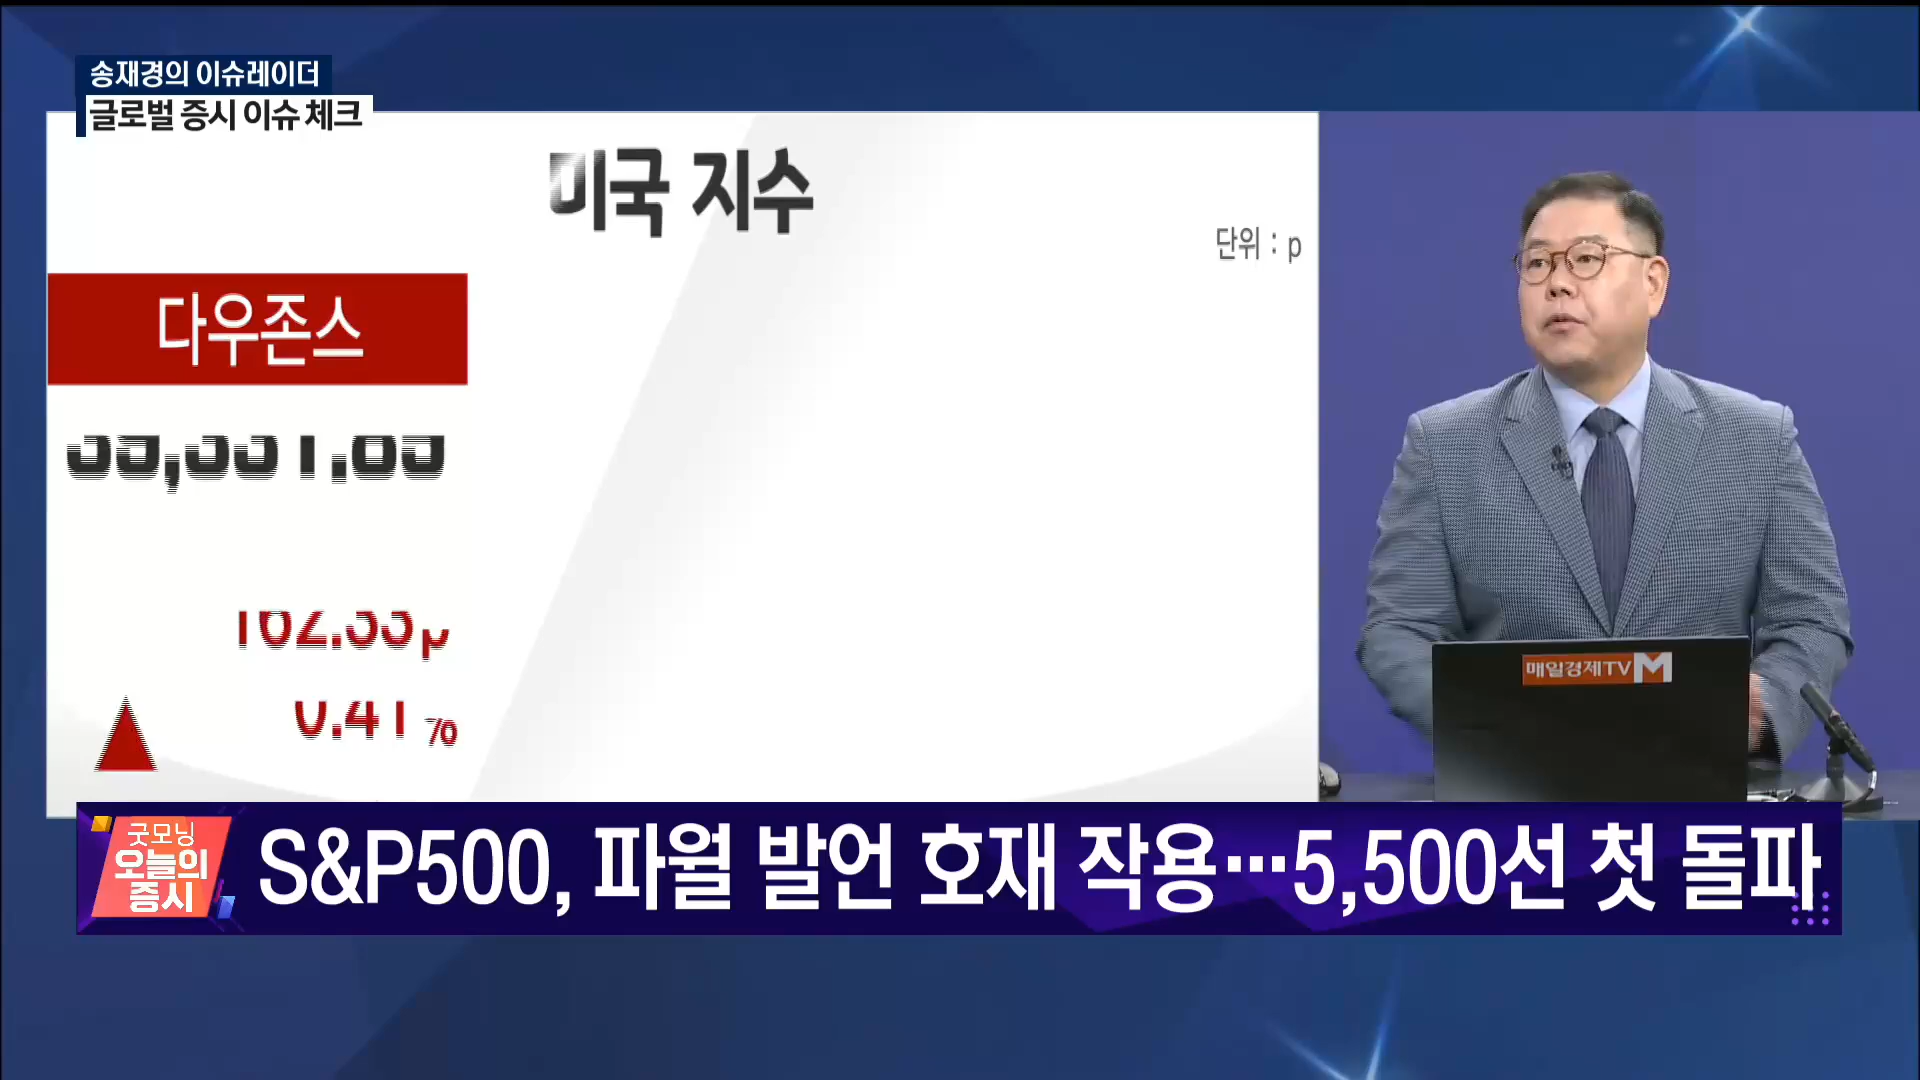 송재경의 이슈레이더
글로벌 증시 이슈 체크
미국 지수
단위 : p
다우존스
0.41%
매일경제TV M
굿모닝
오늘의
증시
S&P500, 파월 발언 호재 작용…5,500선 첫 돌파